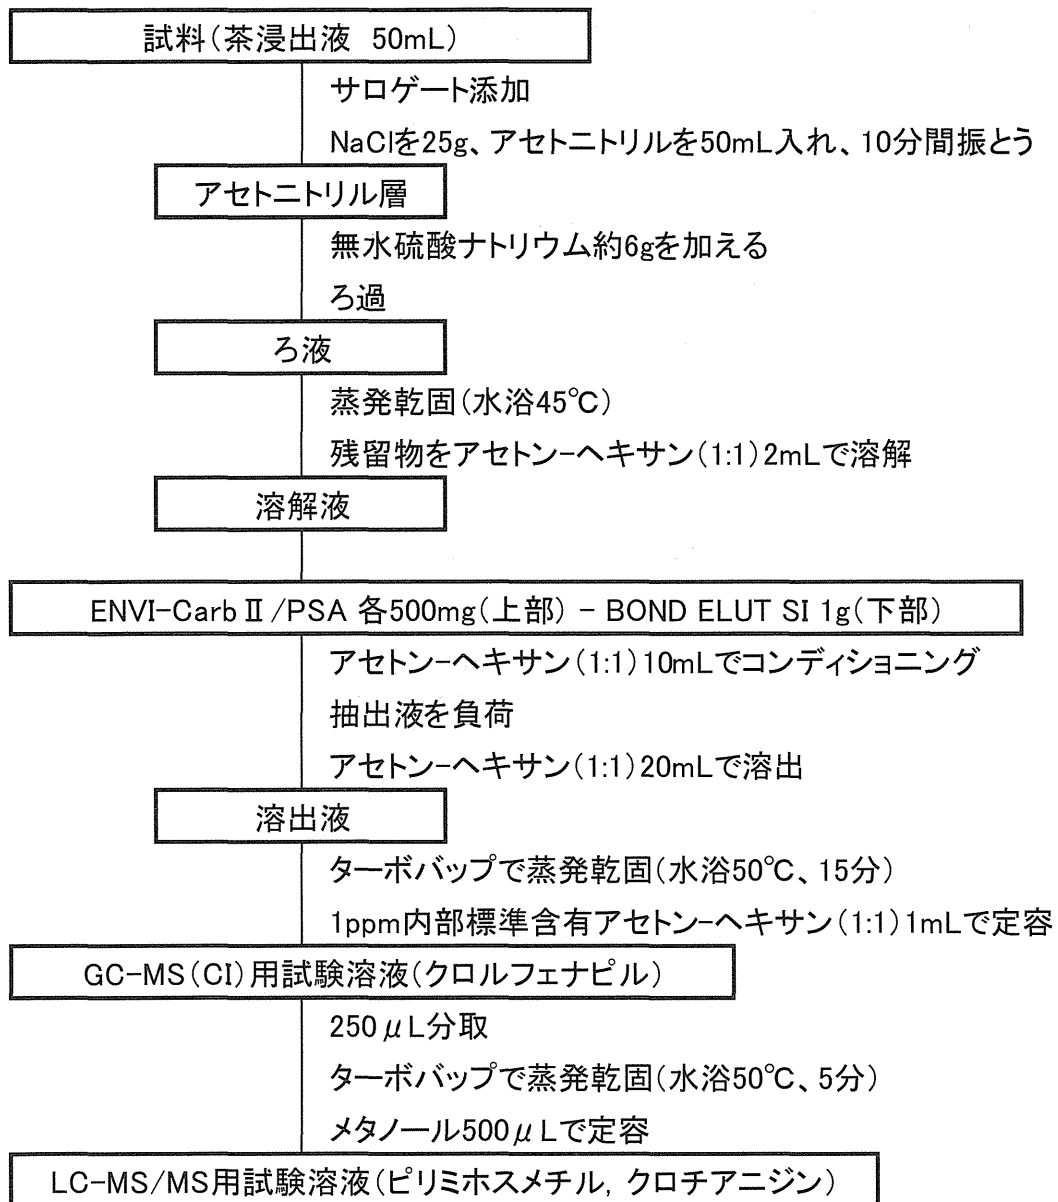 試料(茶浸出液 50mL)
サロゲート添加
NaClを25g、アセトニトリルを50mL入れ、10分間振とう
アセトニトリル層
無水硫酸ナトリウム約6gを加える
ろ過
ろ液
蒸発乾固(水浴45℃)
残留物をアセトン-ヘキサン(1:1)2mLで溶解
溶解液
ENVI-CarbⅡ/PSA 各500mg(上部) - BOND ELUT SI 1g(下部)
アセトン-ヘキサン(1:1)10mLでコンディショニング
抽出液を負荷
アセトン-ヘキサン(1:1)20mLで溶出
溶出液
ターボバップで蒸発乾固(水浴50℃、15分)
1ppm内部標準含有アセトン-ヘキサン(1:1)1mLで定容
GC-MS(CI)用試験溶液(クロルフェナピル)
250μL分取
ターボバップで蒸発乾固(水浴50℃、5分)
メタノール500μLで定容
LC-MS/MS用試験溶液(ピリミホスメチル, クロチアニジン)